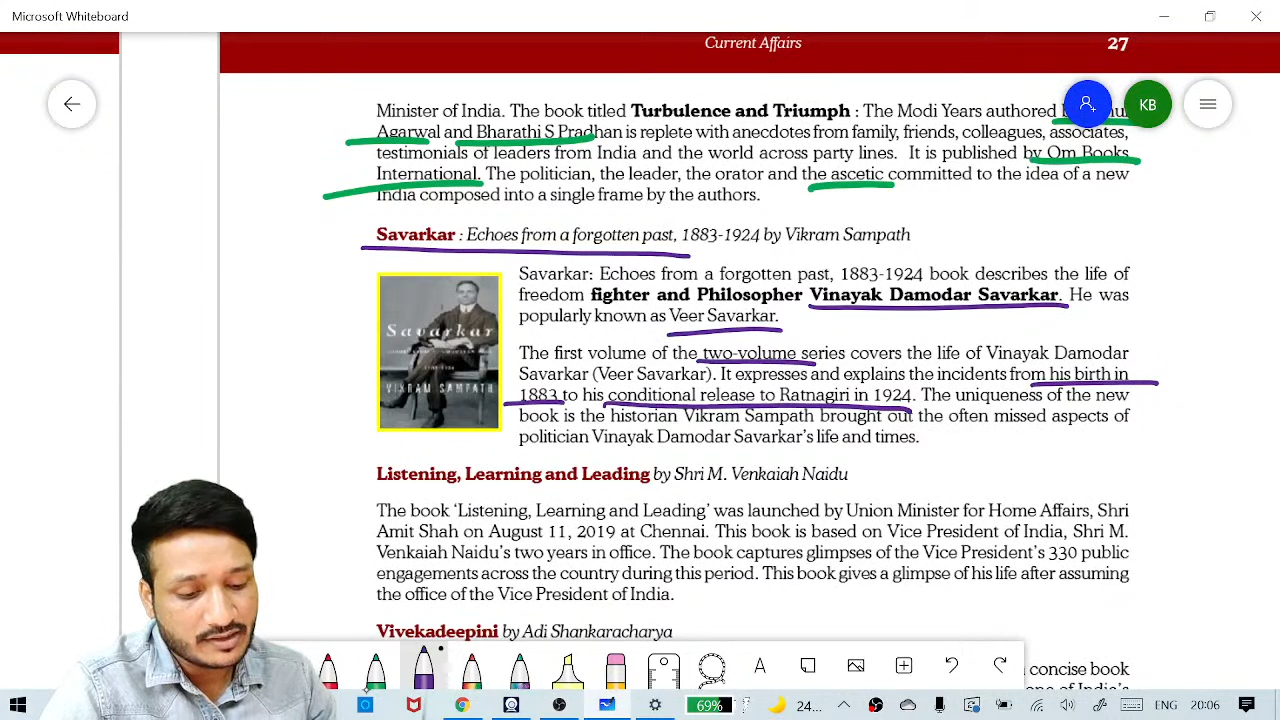 Microsoft Whiteboard
Current Affairs 27
KB
Minister of India. The book titled Turbulence and Triumph : The Modi Years authored
Agarwal and Bharathi S Pradhan is replete with anecdotes from family, friends, colleagues, associates,
testimonials of leaders from India and the world across party lines. It is published by Om Books
International. The politician, the leader, the orator and the ascetic committed to the idea of a new
India composed into a single frame by the authors.
Savarkar : Echoes from a forgotten past, 1883-1924 by Vikram Sampath
Savarkar: Echoes from a forgotten past, 1883-1924 book describes the life of
freedom fighter and Philosopher Vinayak Damodar Savarkar. He was
popularly known as Veer Savarkar.
The first volume of the two-volume series covers the life of Vinayak Damodar
Savarkar (Veer Savarkar). It expresses and explains the incidents from his birth in
1883 to his conditional release to Ratnagiri in 1924. The uniqueness of the new
book is the historian Vikram Sampath brought out the often missed aspects of
politician Vinayak Damodar Savarkar's life and times.
Savarkar
VIKRAM SAMPATH
Listening, Learning and Leading by Shri M. Venkaiah Naidu
The book 'Listening, Learning and Leading' was launched by Union Minister for Home Affairs, Shri
Amit Shah on August 11, 2019 at Chennai. This book is based on Vice President of India, Shri M.
Venkaiah Naidu's two years in office. The book captures glimpses of the Vice President's 330 public
engagements across the country during this period. This book gives a glimpse of his life after assuming
the office of the Vice President of India.
Vivekadeepini by Adi Shankaracharya
concise book
one of India's
A
69% 24... ENG 20:06